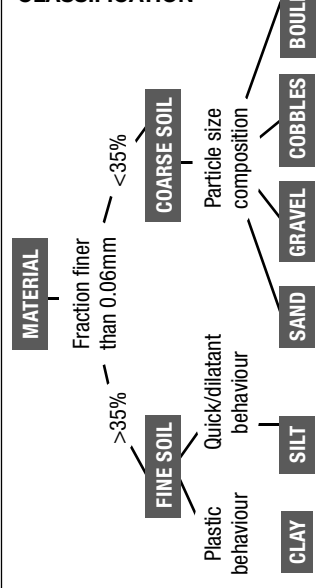 CLASSIFICATION
MATERIAL
Fraction finer
than 0.06mm
>35%
<35%
FINE SOIL
COARSE SOIL
Plastic
behaviour
Quick/dilatant
behaviour
Particle size
composition
CLAY
SILT
SAND
GRAVEL
COBBLES